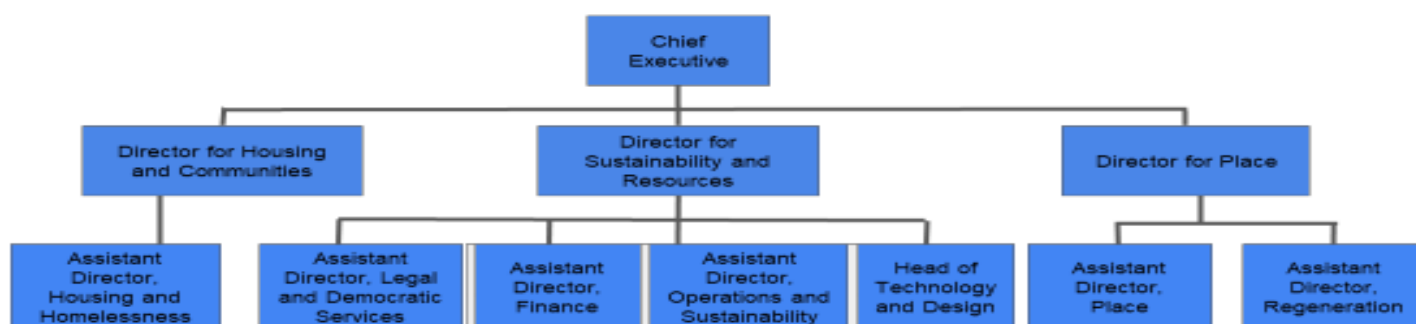 Chief
Executive
Director for Housing
and Communities
Director for
Sustainability and
Resources
Director for Place
Assistant
Director,
Housing and
Homelessness
Assistant
Director, Legal
and Democratic
Services
Assistant
Director,
Finance
Assistant
Director,
Operations and
Sustainability
Head of
Technology
and Design
Assistant
Director,
Place
Assistant
Director,
Regeneration